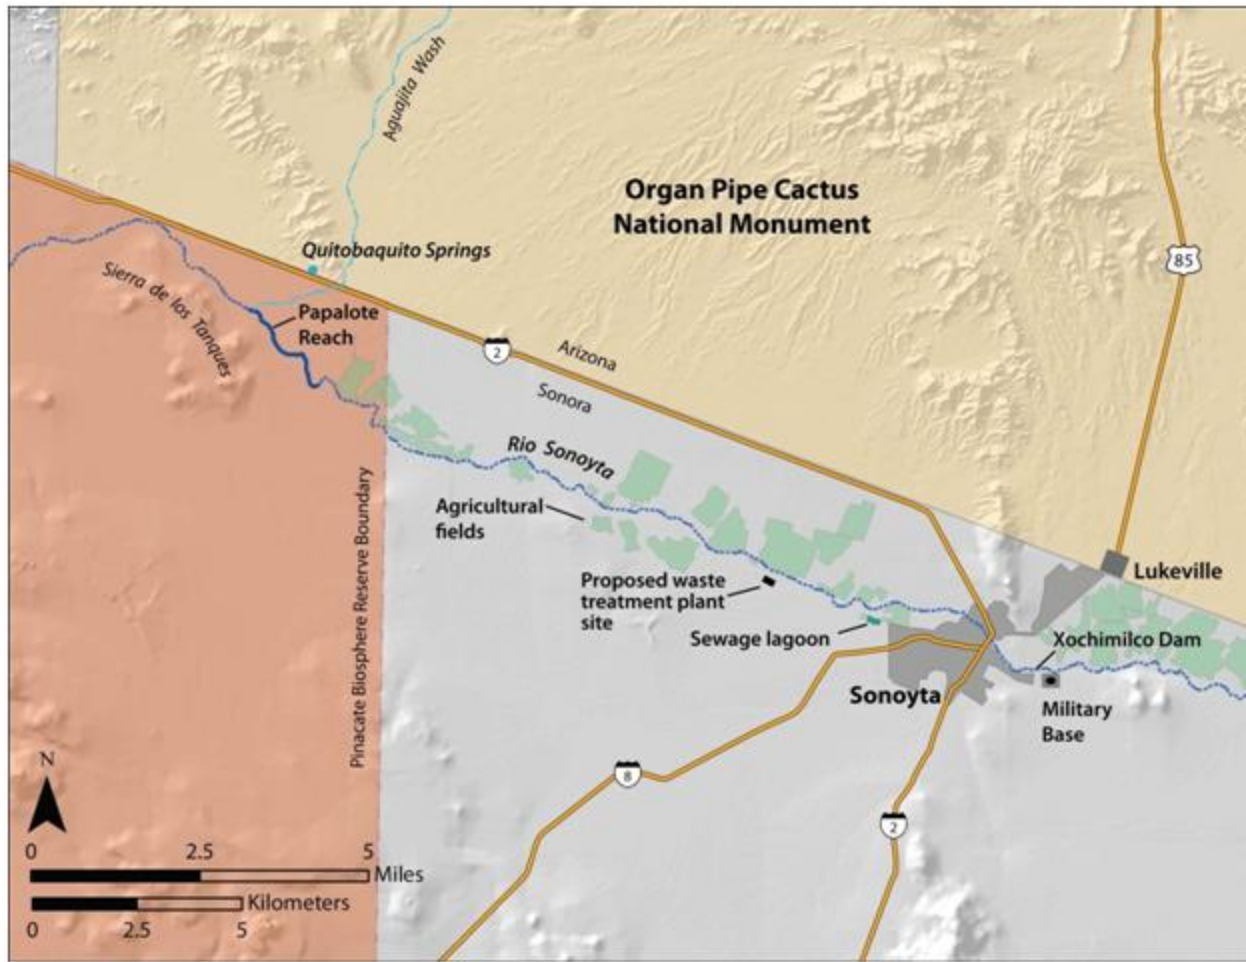 Aguajita Wash
Organ Pipe Cactus
National Monument
85
Quitobaquito Springs
Sierra de los Tanques
Papalote
Reach
2
Arizona
Sonora
Rio Sonoyta
Agricultural
fields
Pinacate Biosphere Reserve Boundary
Proposed waste
treatment plant
site
Lukeville
Sewage lagoon
Xochimilco Dam
Sonoyta
Military
Base
8
2
N
0 2.5 5
Miles
Kilometers
0 2.5 5